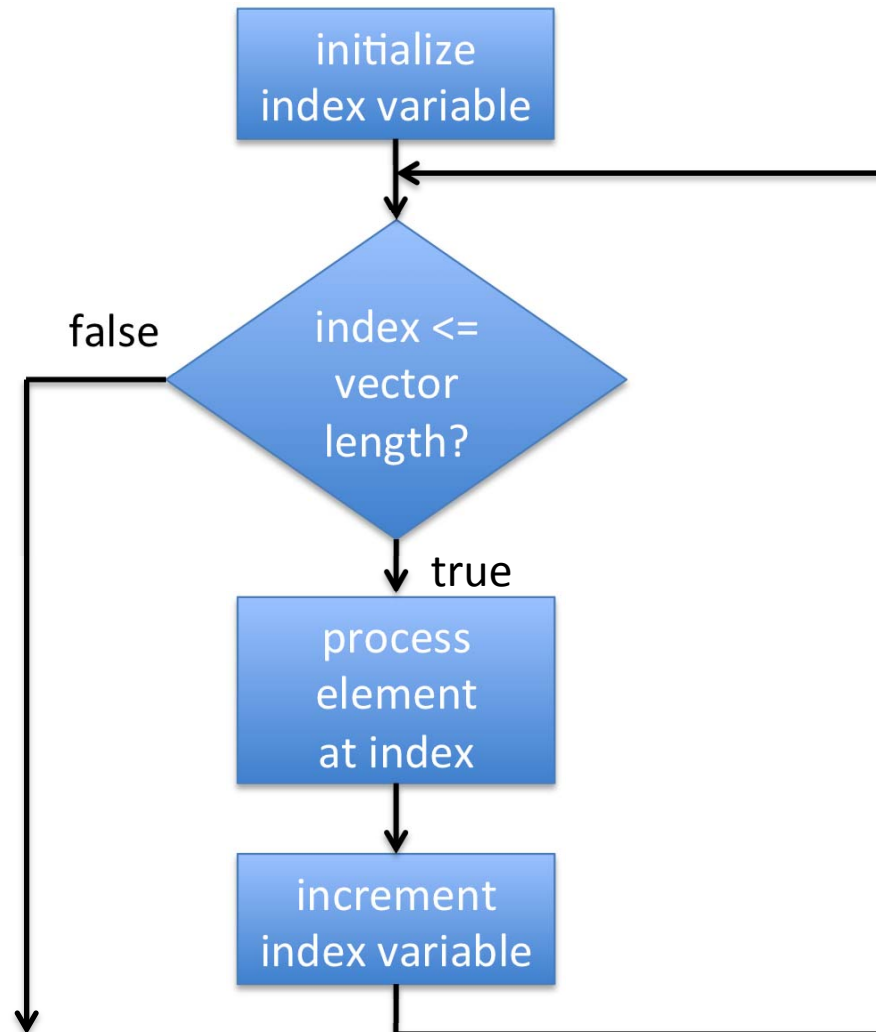 initialize
index variable
false
index <=
vector
length?
true
process
element
at index
increment
index variable